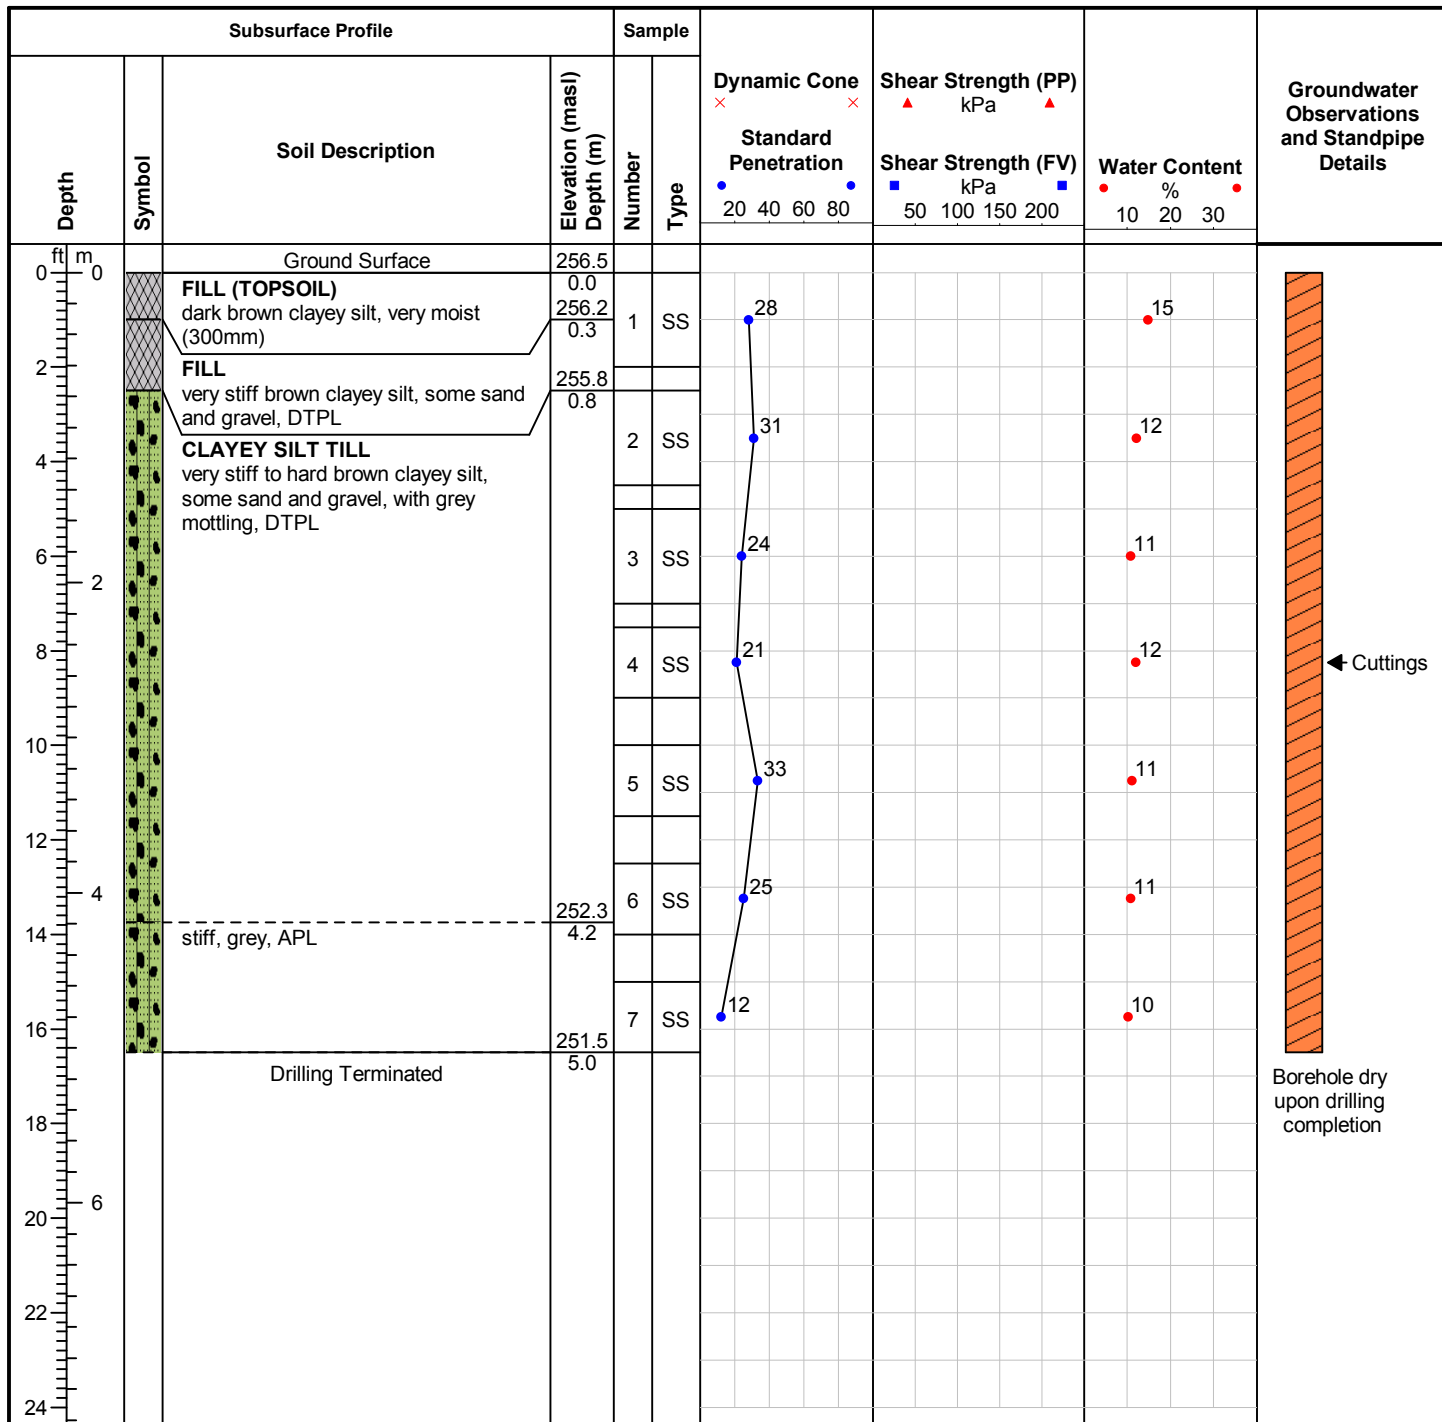 Subsurface Profile
Sample
Depth
Symbol
Soil Description
Elevation (masl)
Depth (m)
Number
Type
Dynamic Cone
Standard
Penetration
20 40 60 80
Shear Strength (PP)
kPa
Shear Strength (FV)
kPa
50 100 150 200
Water Content
%
10 20 30
Groundwater
Observations
and Standpipe
Details
ft m
Ground Surface
256.5
0 0
0.0
FILL (TOPSOIL)
dark brown clayey silt, very moist
(300mm)
256.2
0.3
1 SS
28
15
2
FILL
very stiff brown clayey silt, some sand
and gravel, DTPL
255.8
0.8
2 SS
31
12
4
CLAYEY SILT TILL
very stiff to hard brown clayey silt,
some sand and gravel, with grey
mottling, DTPL
3 SS
24
11
6
2
8
4 SS
21
12
Cuttings
10
5 SS
33
11
12
4
6 SS
25
11
252.3
4.2
14
stiff, grey, APL
7 SS
12
10
16
251.5
5.0
Drilling Terminated
Borehole dry
upon drilling
completion
18
6
20
22
24